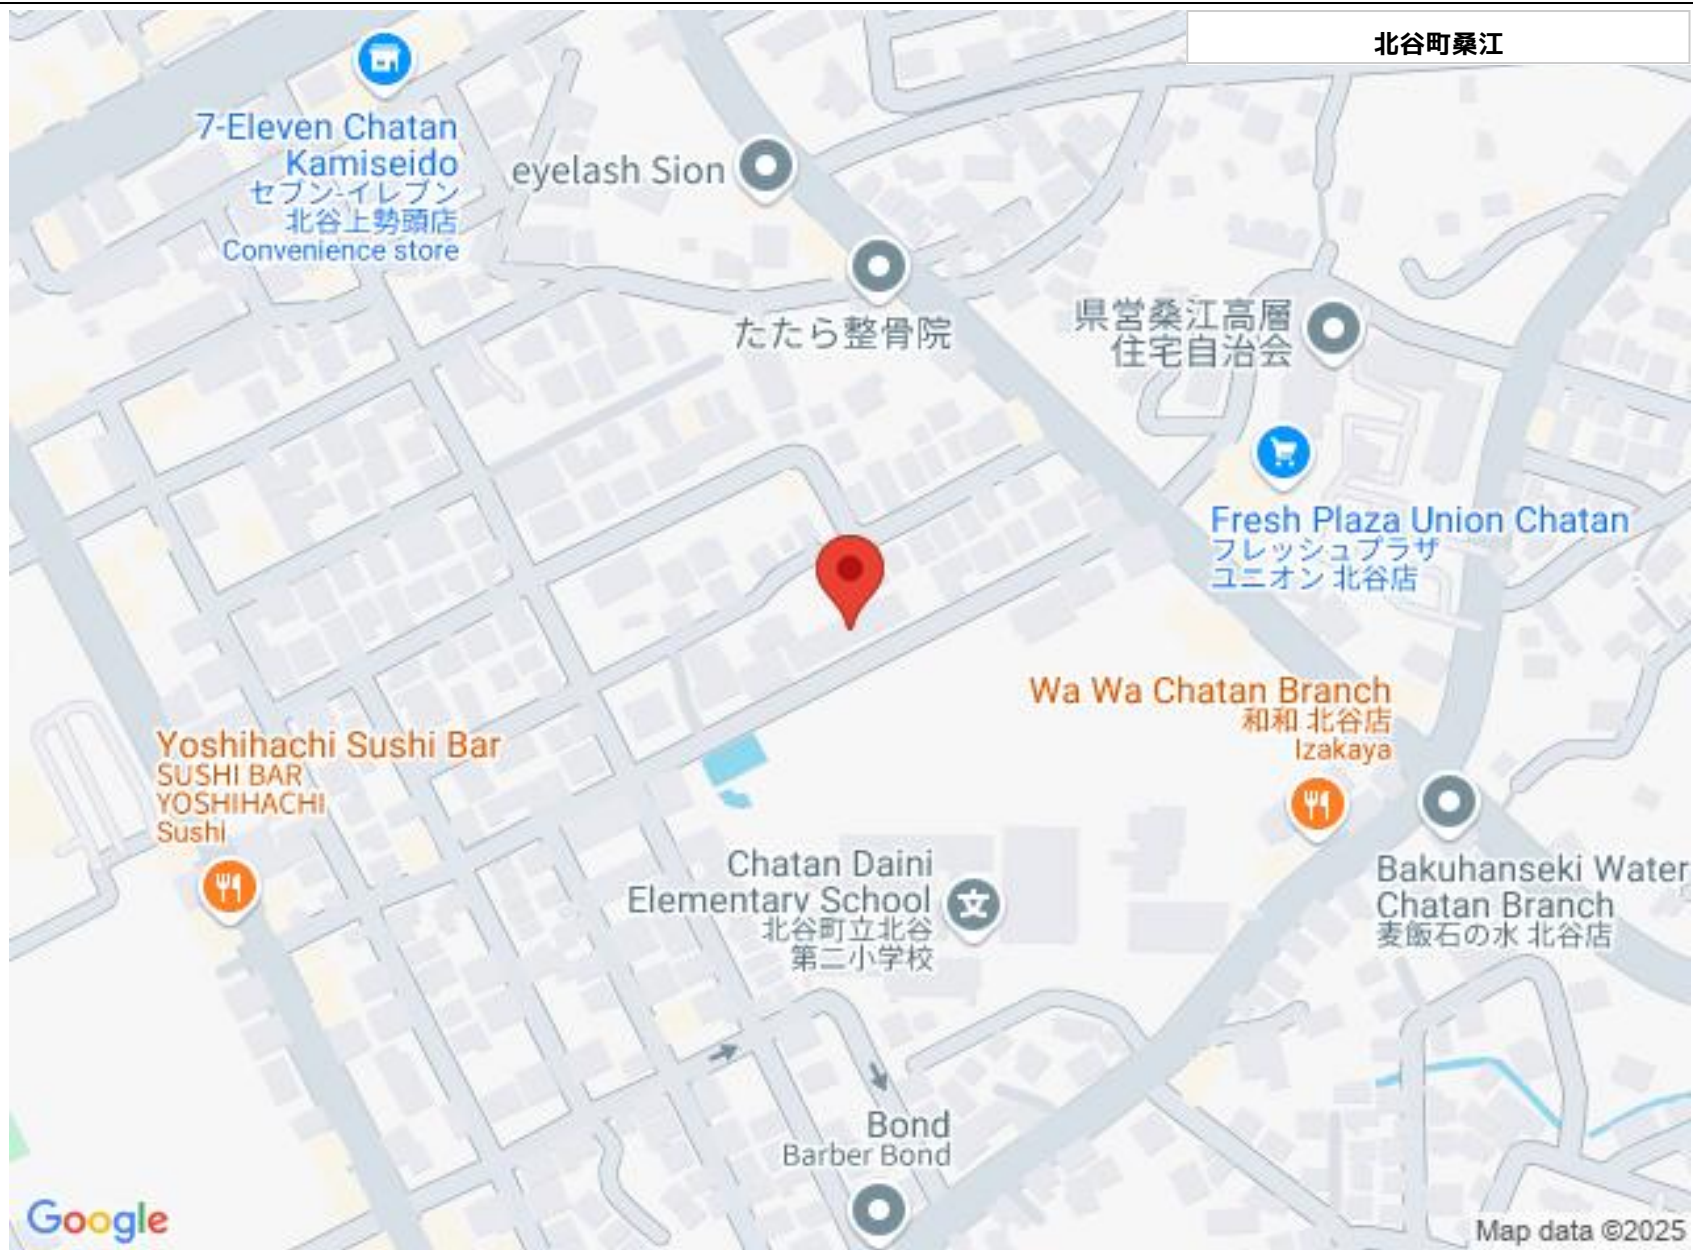 北谷町桑江
7-Eleven Chatan
Kamiseido
セブン-イレブン
北谷上勢頭店
Convenience store
eyelash Sion
たたら整骨院
県営桑江高層
住宅自治会
Fresh Plaza Union Chatan
フレッシュプラザ
ユニオン 北谷店
Wa Wa Chatan Branch
和和 北谷店
Izakaya
Yoshihachi Sushi Bar
SUSHI BAR
YOSHIHACHI
Sushi
Chatan Daini
Elementary School
北谷町立北谷
第二小学校
文
Bakuhanseki Water
Chatan Branch
麦飯石の水 北谷店
Bond
Barber Bond
Google
Map data ©2025